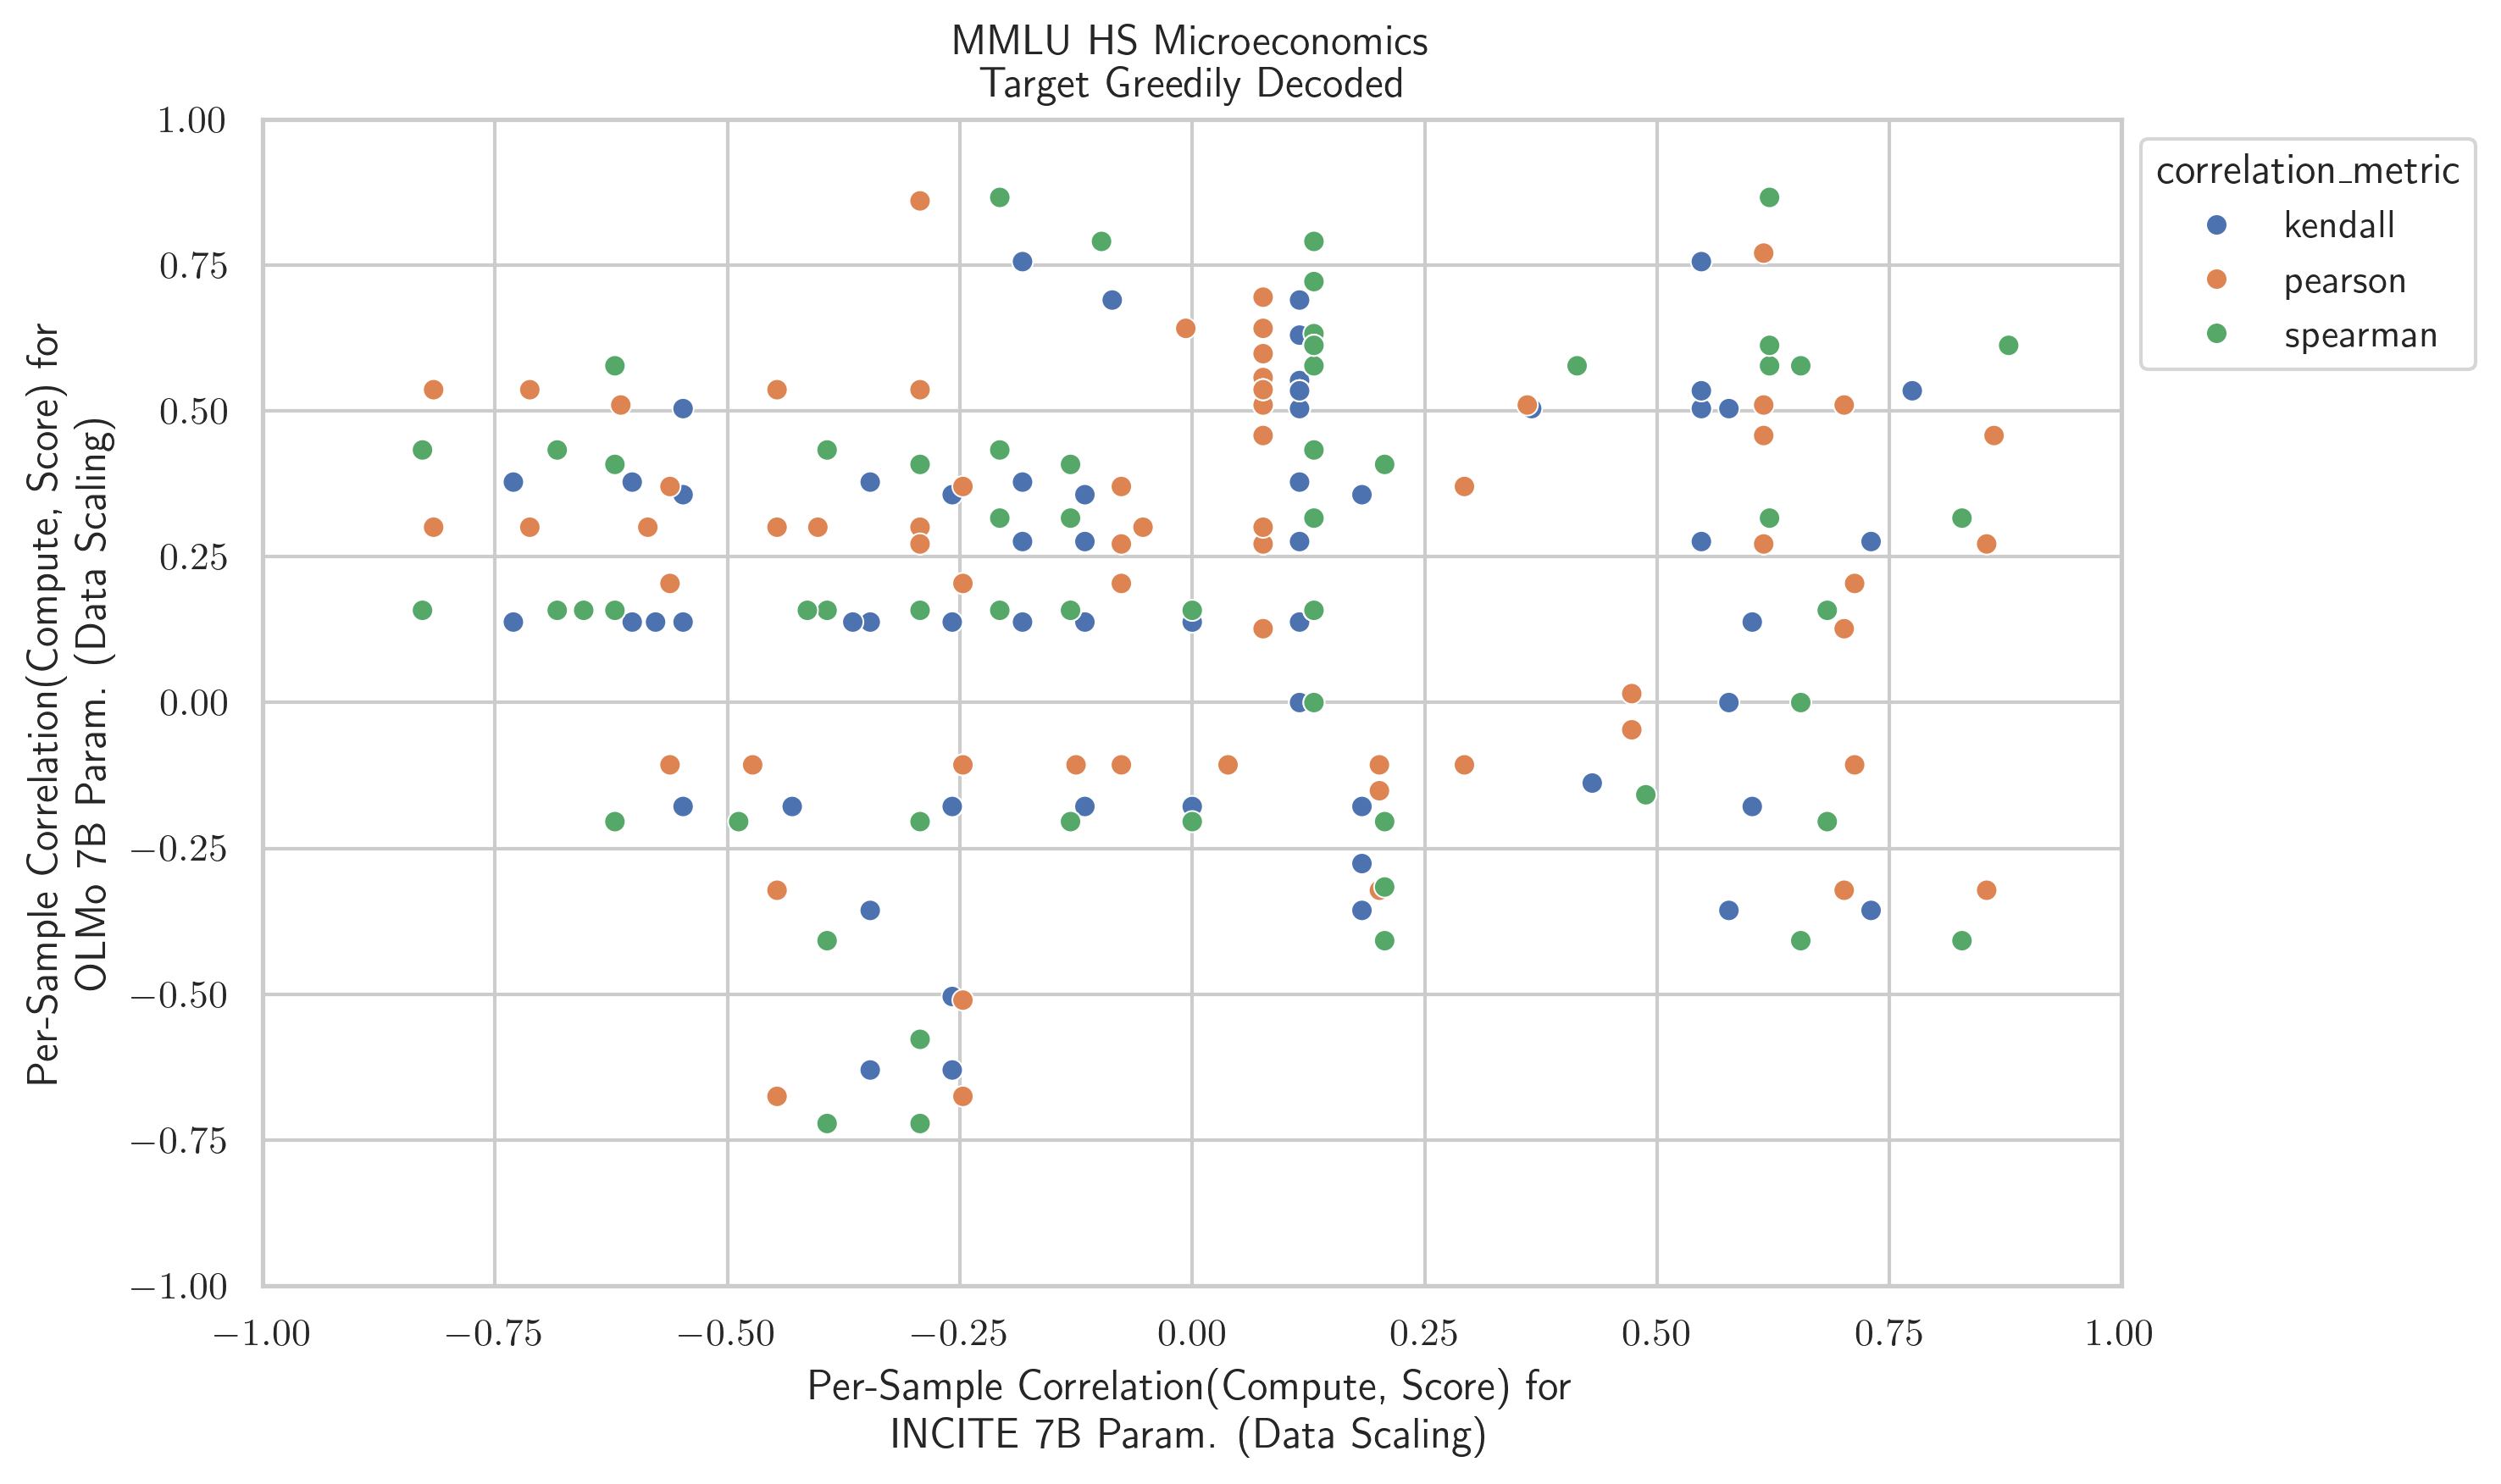 MMLU HS Microeconomics
Target Greedily Decoded
correlation_metric
kendall
pearson
spearman
Per-Sample Correlation(Compute, Score) for
OLMo 7B Param. (Data Scaling)
1.00
0.75
0.50
0.25
0.00
−0.25
−0.50
−0.75
−1.00
−1.00
−0.75
−0.50
−0.25
0.00
0.25
0.50
0.75
1.00
Per-Sample Correlation(Compute, Score) for
INCITE 7B Param. (Data Scaling)